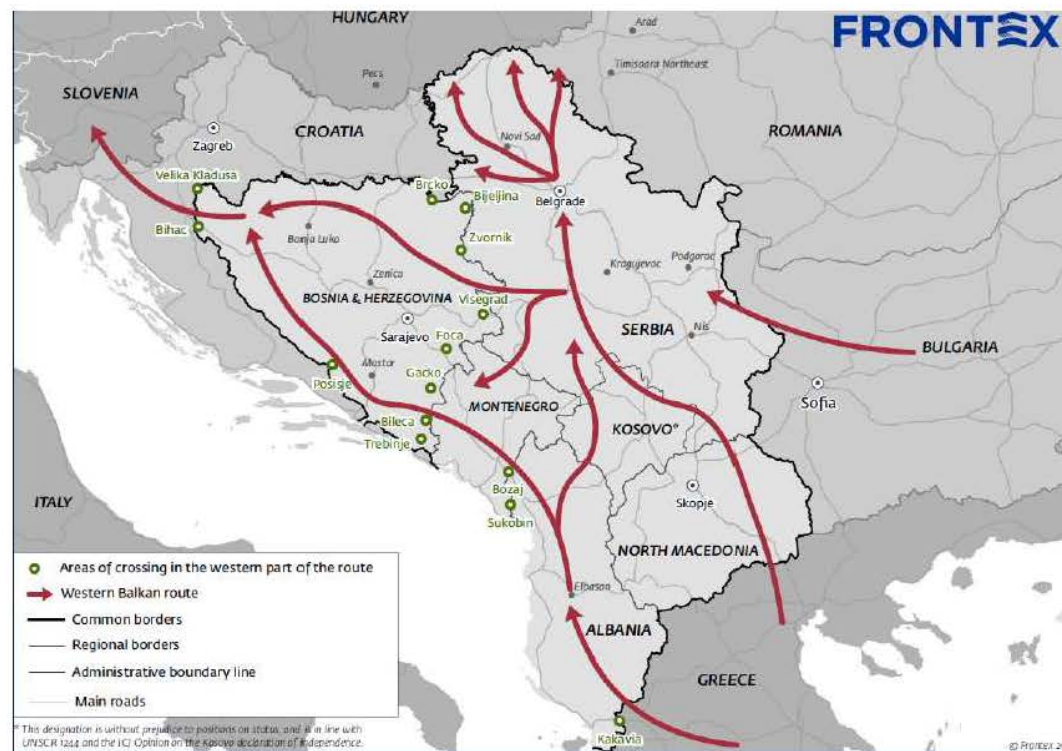 HUNGARY
FRONTEX
Arad
Timisoara Northeast
Pecs
SLOVENIA
CROATIA
Zagreb
Novi Sad
ROMANIA
Velika Kladusa
Brcko
Bijeljina
Belgrade
Bihac
Banja Luka
Zvornik
Kragujevac
Podgorac
Zenica
BOSNIA & HERZEGOVINA
Visegrad
SERBIA
Nis
Sarajevo
Foca
BULGARIA
Posisje
Mostar
Gacko
Sofia
MONTENEGRO
Bileca
KOSOVO*
Trebinje
Bozaj
Skopje
ITALY
Sukobin
NORTH MACEDONIA
Elbasan
ALBANIA
GREECE
Kakavia
Areas of crossing in the western part of the route
Western Balkan route
Common borders
Regional borders
Administrative boundary line
Main roads
* This designation is without prejudice to positions on status, and is in line with
UNSCR 1244 and the ICJ Opinion on the Kosovo declaration of independence.
© Frontex